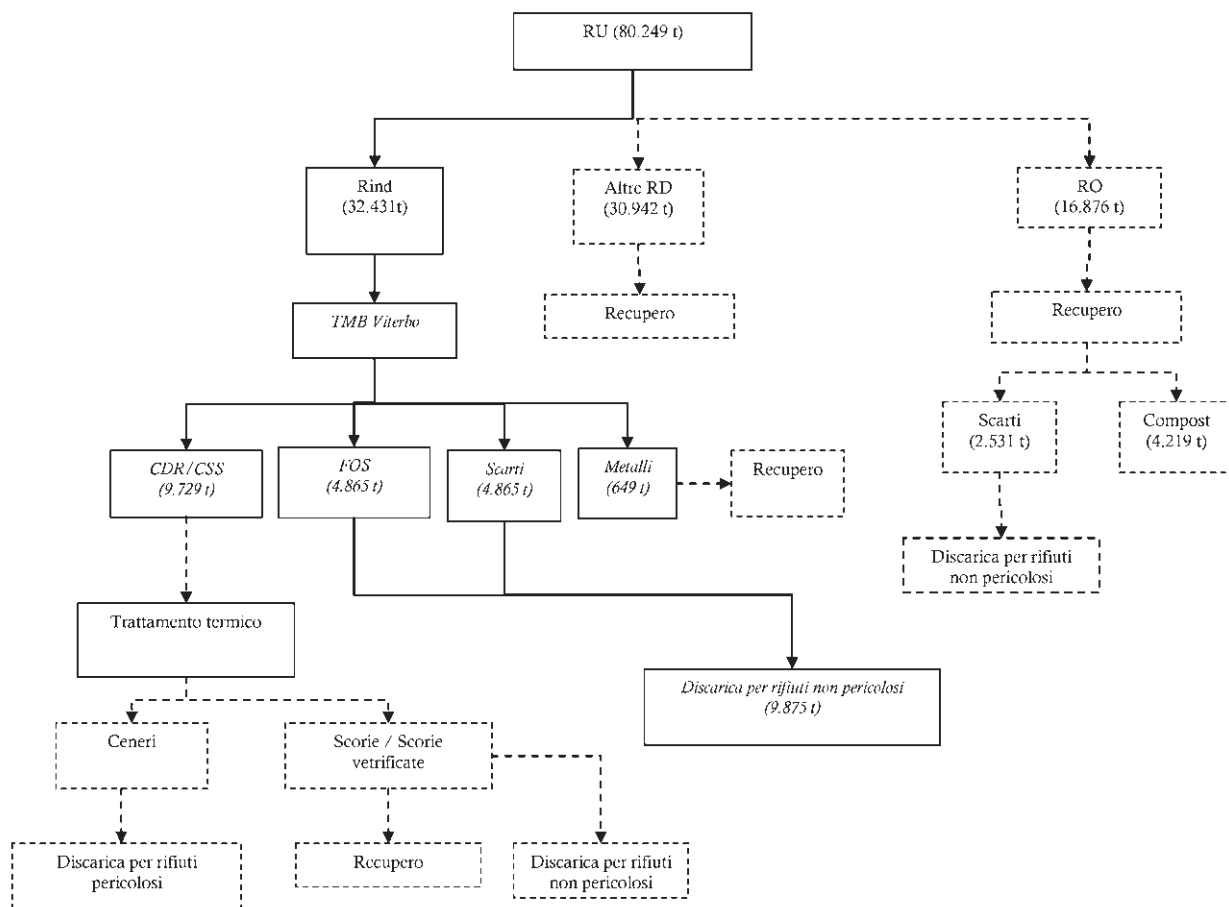 RU (80.249 t)
Rind
(32.431t)
Altre RD
(30.942 t)
RO
(16.876 t)
TMB Viterbo
Recupero
Recupero
Scarti
(2.531 t)
Compost
(4.219 t)
CDR/CSS
(9.729 t)
FOS
(4.865 t)
Scarti
(4.865 t)
Metalli
(649 t)
Recupero
Discarica per rifiuti
non pericolosi
Trattamento termico
Discarica per rifiuti non pericolosi
(9.875 t)
Ceneri
Scorie / Scorie
vetrificate
Discarica per rifiuti
pericolosi
Recupero
Discarica per rifiuti
non pericolosi